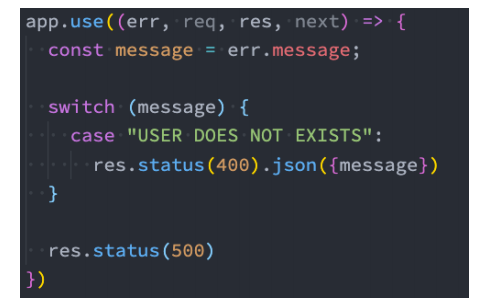 app.use((err, req, res, next) => {
  const message = err.message;

  switch (message) {
    case "USER DOES NOT EXISTS":
      res.status(400).json({message})
  }

  res.status(500)
})